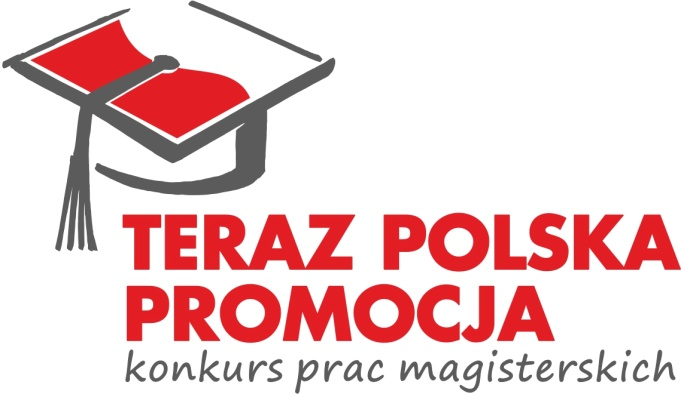 TERAZ POLSKA
PROMOCJA
konkurs prac magisterskich